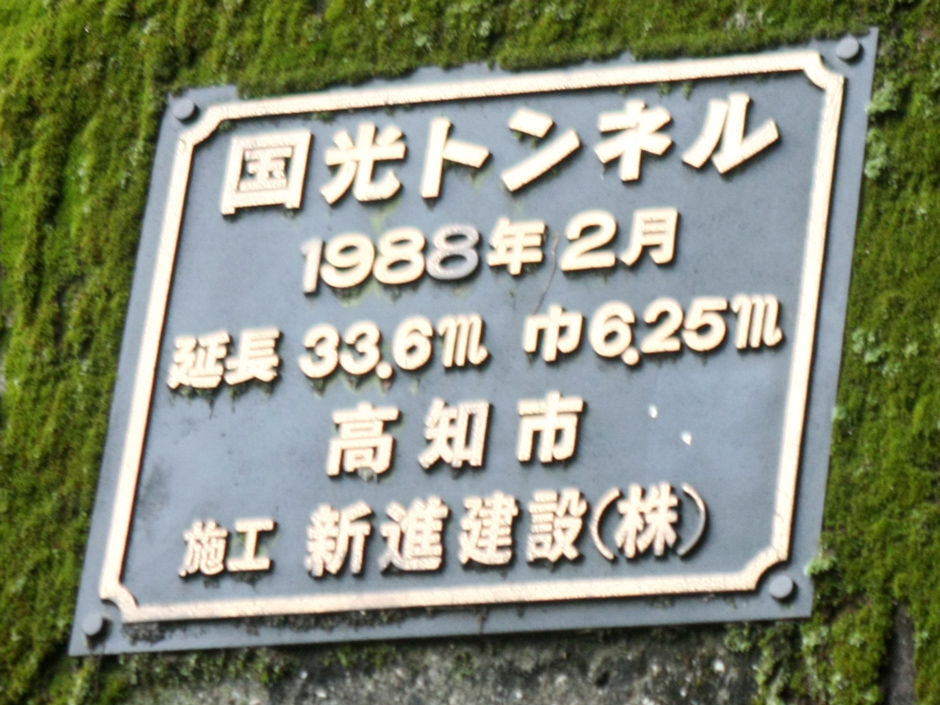 国光トンネル
1988年2月
延長 33.6m 巾6.25m
高知市
施工 新進建設(株)